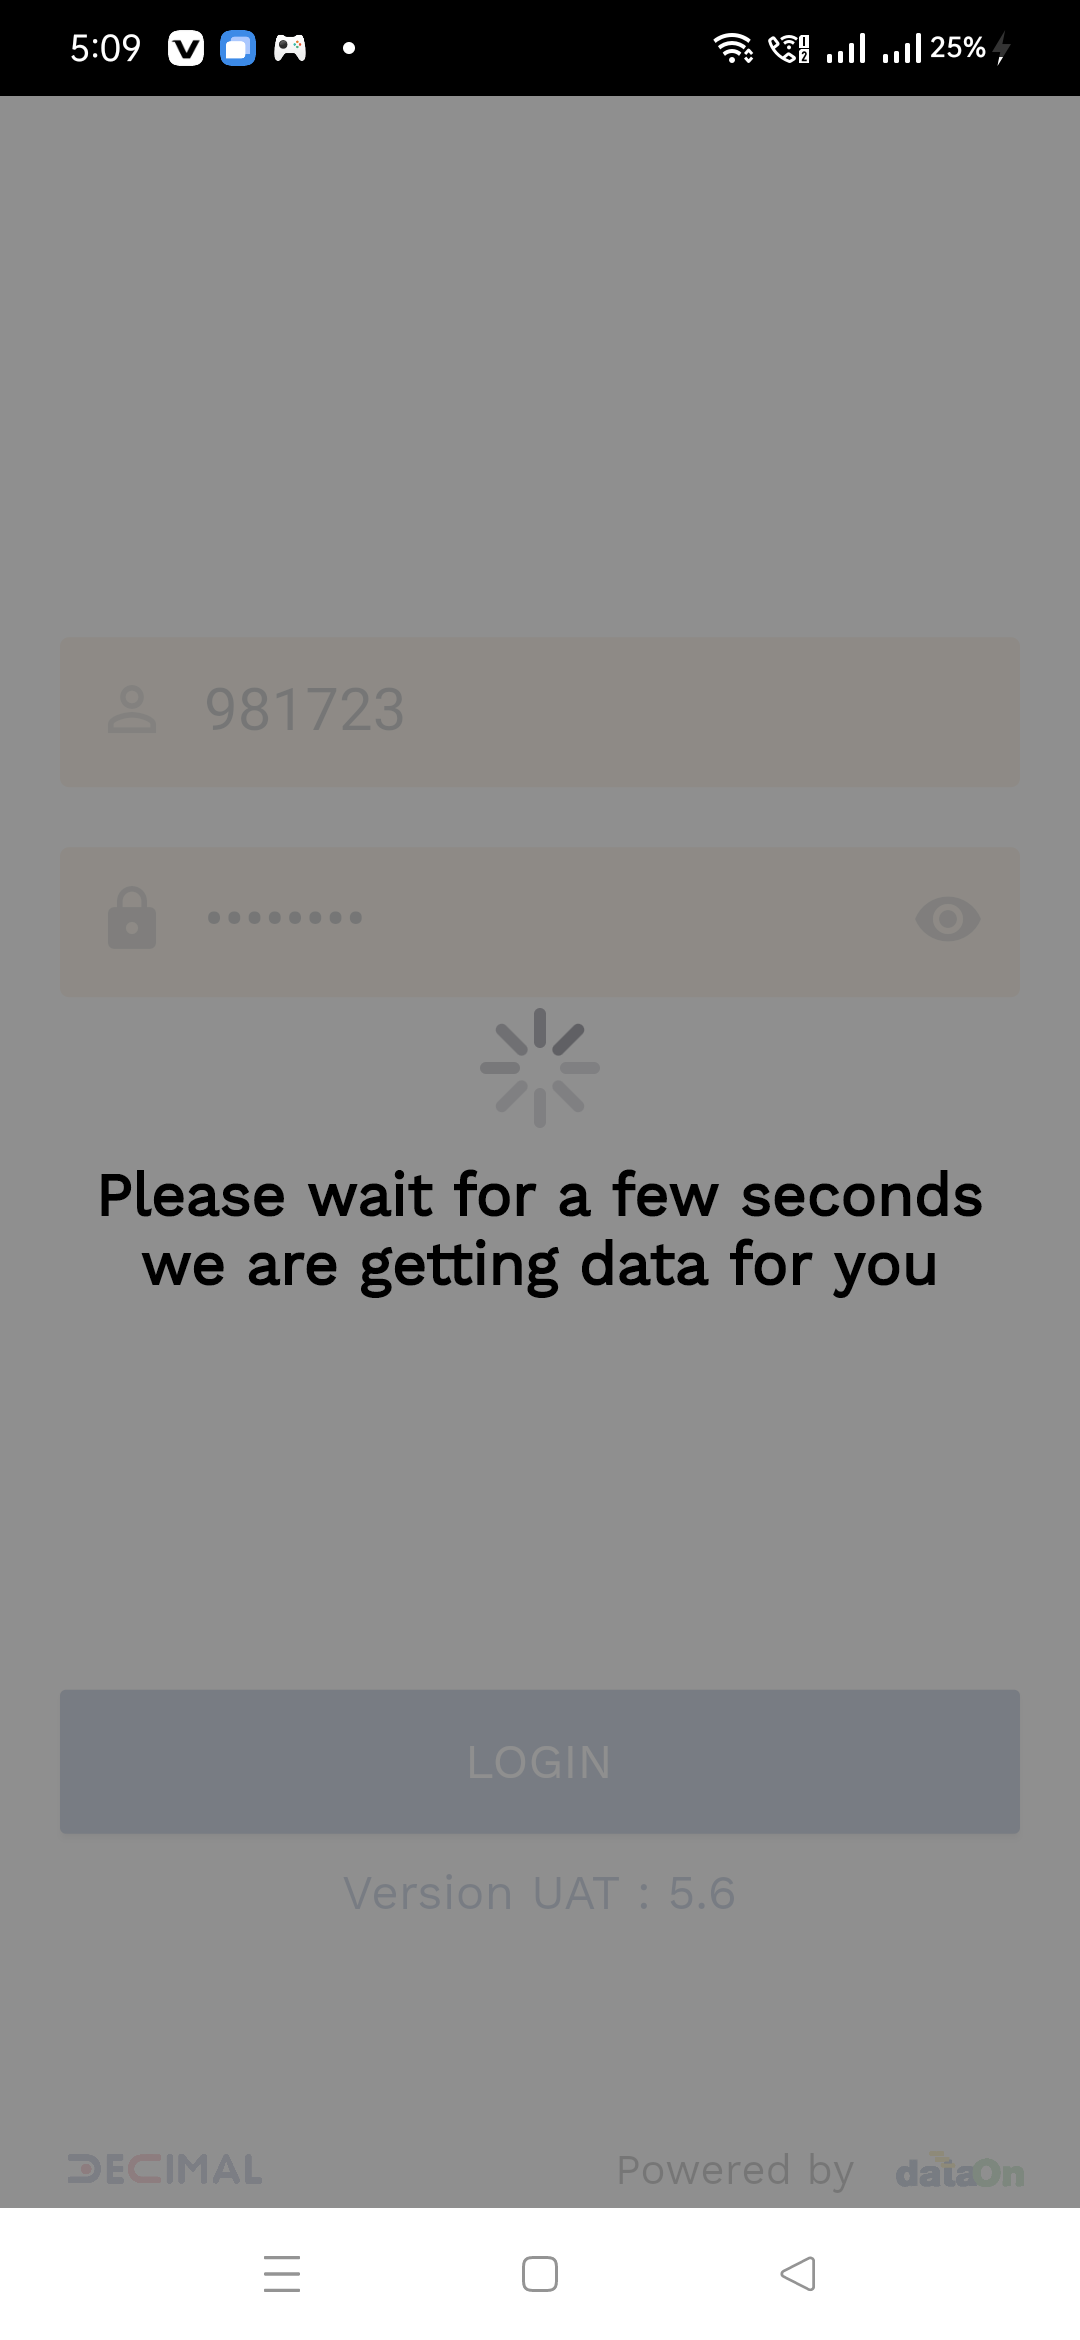 5:09
25%
981723
••••••••
Please wait for a few seconds
we are getting data for you
LOGIN
Version UAT : 5.6
DECIMAL Powered by dataOn